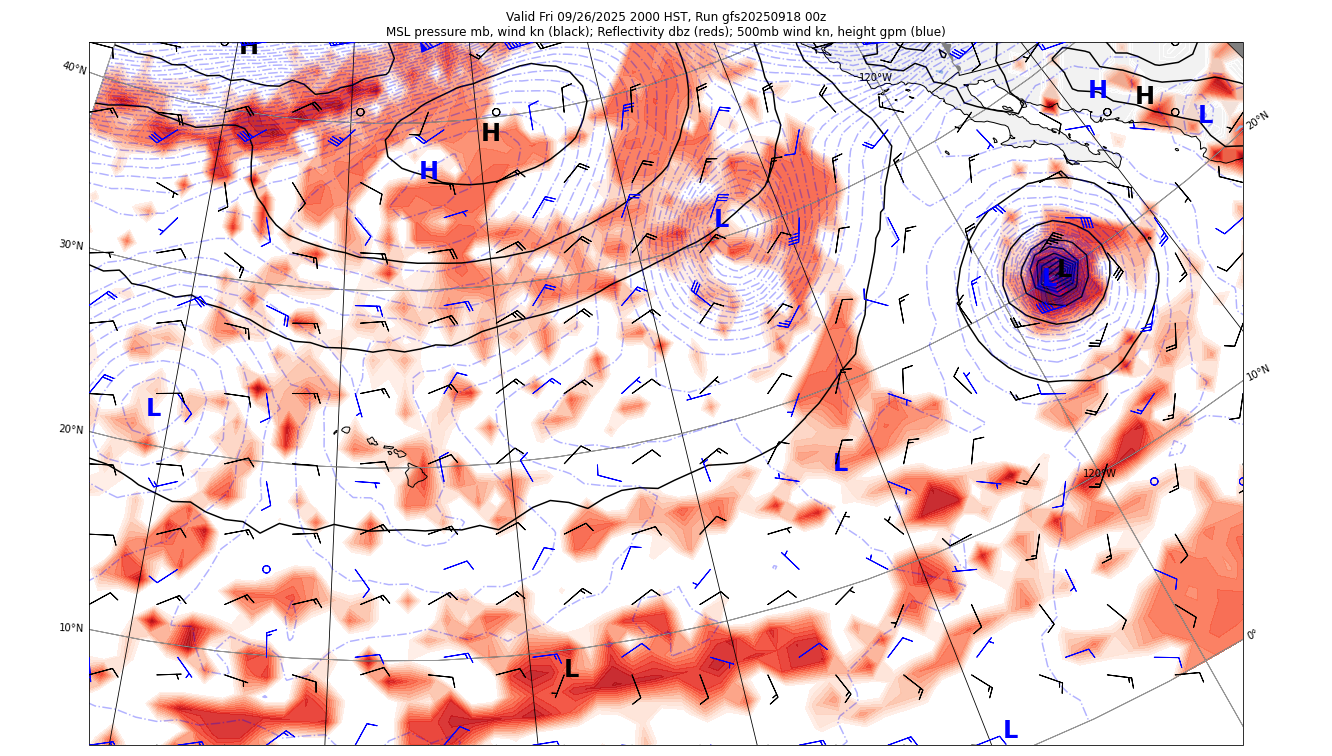 Valid Fri 09/26/2025 2000 HST, Run gfs20250918 00z
MSL pressure mb, wind kn (black); Reflectivity dbz (reds); 500mb wind kn, height gpm (blue)
H
40°N
120°W
H
H
L
20°N
H
H
L
30°N
L
10°N
L
20°N
L
120°W
10°N
0°
L
L